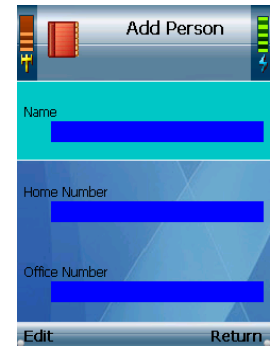 Add Person
Name
Home Number
Office Number
Edit Return